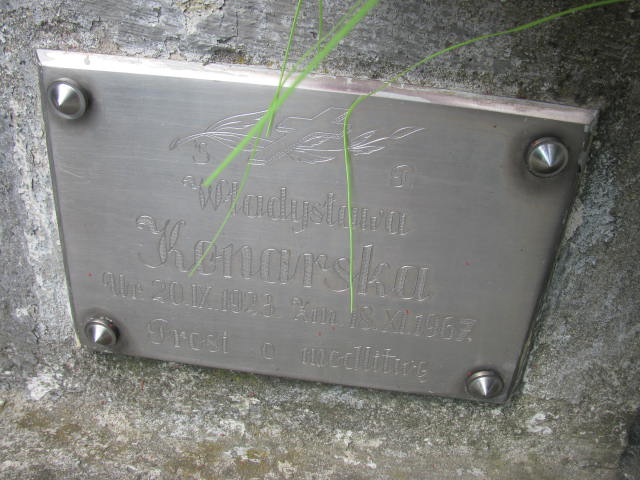 Ś P
Władysława
Konarska
Ur. 20.IX.1923 Zm. 18.XI.1967.
Prosi o modlitwę